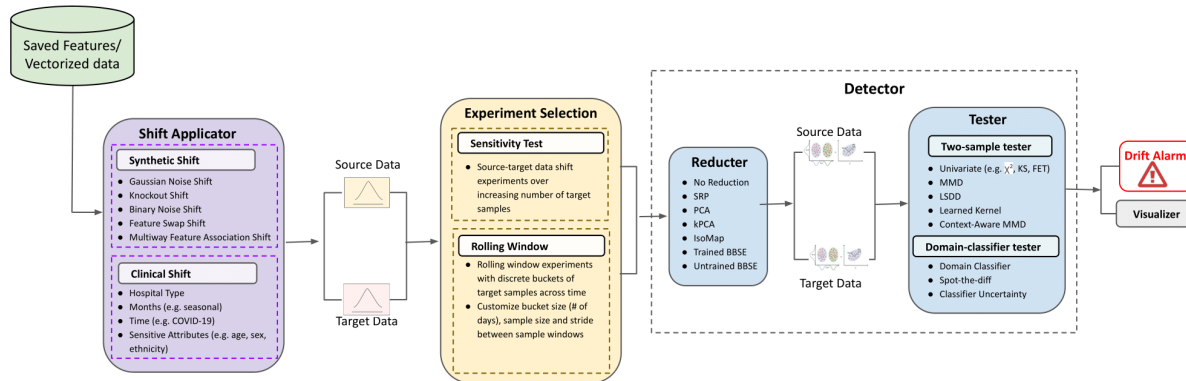 Saved Features/
Vectorized data
Shift Applicator
Synthetic Shift
● Gaussian Noise Shift
● Knockout Shift
● Binary Noise Shift
● Feature Swap Shift
● Multiway Feature Association Shift
Clinical Shift
● Hospital Type
● Months (e.g. seasonal)
● Time (e.g. COVID-19)
● Sensitive Attributes (e.g. age, sex,
ethnicity)
Source Data
Target Data
Experiment Selection
Sensitivity Test
● Source-target data shift
experiments over
increasing number of target
samples
Rolling Window
● Rolling window experiments
with discrete buckets of
target samples across time
● Customize bucket size (# of
days), sample size and stride
between sample windows
Detector
Reducter
● No Reduction
● SRP
● PCA
● kPCA
● IsoMap
● Trained BBSE
● Untrained BBSE
Source Data
Target Data
Tester
Two-sample tester
● Univariate (e.g. χ², KS, FET)
● MMD
● LSDD
● Learned Kernel
● Context-Aware MMD
Domain-classifier tester
● Domain Classifier
● Spot-the-diff
● Classifier Uncertainty
Drift Alarm
Visualizer